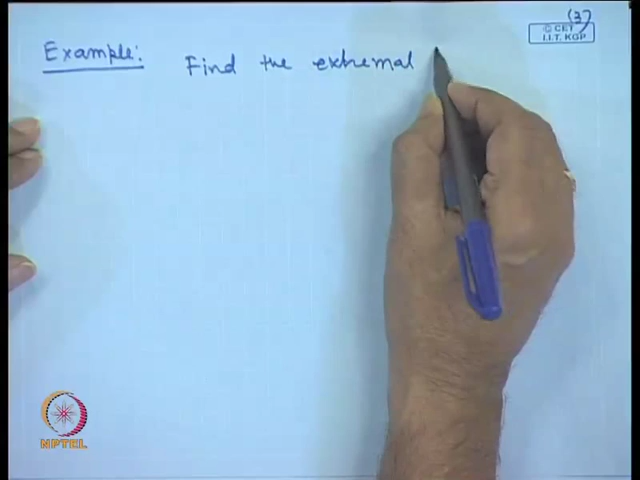 (3)
© CET
I.I.T. KGP
Example: Find the extremal
NPTEL